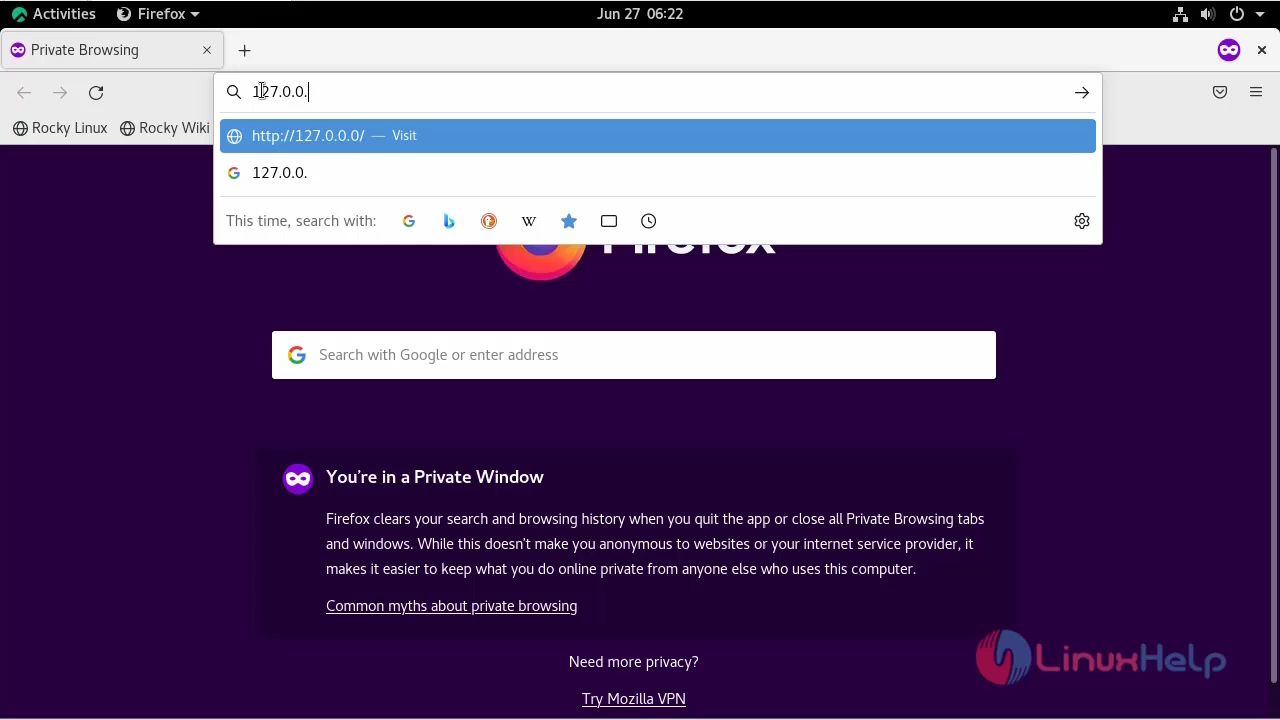 Activities Firefox Jun 27 06:22
Private Browsing
127.0.0.
Rocky Linux Rocky Wiki
http://127.0.0.0/ — Visit
127.0.0.
This time, search with:
Firefox
Search with Google or enter address
You're in a Private Window
Firefox clears your search and browsing history when you quit the app or close all Private Browsing tabs
and windows. While this doesn't make you anonymous to websites or your internet service provider, it
makes it easier to keep what you do online private from anyone else who uses this computer.
Common myths about private browsing
Need more privacy?
LinuxHelp
Try Mozilla VPN